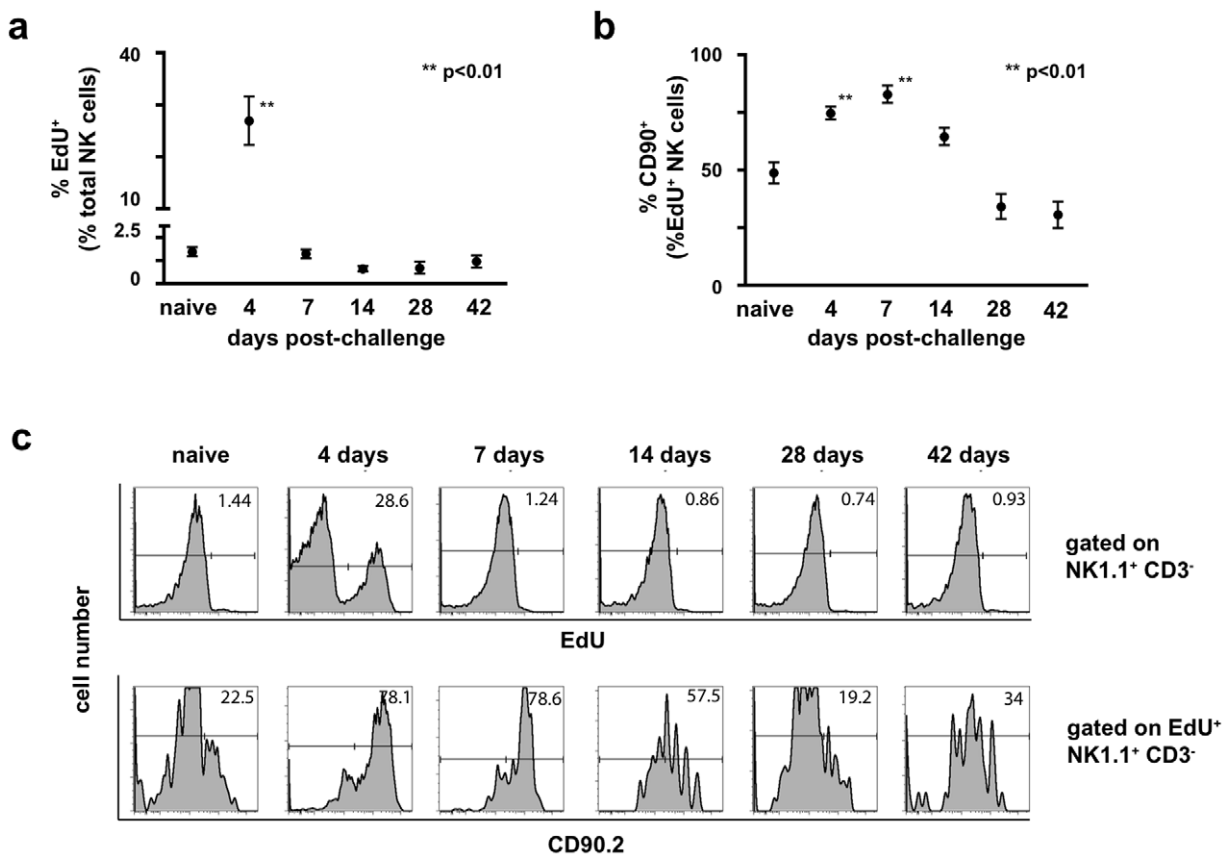 a
40
10
2.5
0
% EdU⁺
(% total NK cells)
** p<0.01
**
naive 4 7 14 28 42
days post-challenge
b
100
50
0
% CD90⁺
(%EdU⁺ NK cells)
** p<0.01
**
**
naive 4 7 14 28 42
days post-challenge
c
naive 4 days 7 days 14 days 28 days 42 days
1.44 28.6 1.24 0.86 0.74 0.93
gated on
NK1.1⁺ CD3⁻
EdU
cell number
22.5 78.1 78.6 57.5 19.2 34
gated on EdU⁺
NK1.1⁺ CD3⁻
CD90.2